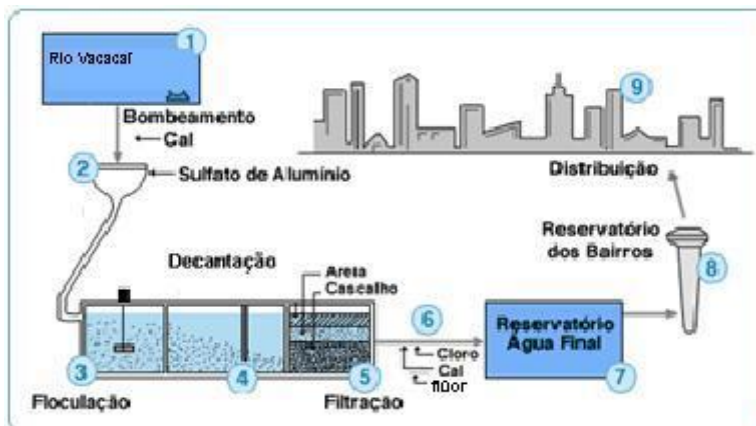 1
Rio Vacacaí
Bombeamento
Cal
2
Sulfato de Alumínio
9
Distribuição
Reservatório
dos Bairros
8
Decantação
Areia
Cascalho
3
4
5
6
Cloro
Cal
flúor
Reservatório
Água Final
7
Floculação
Filtração